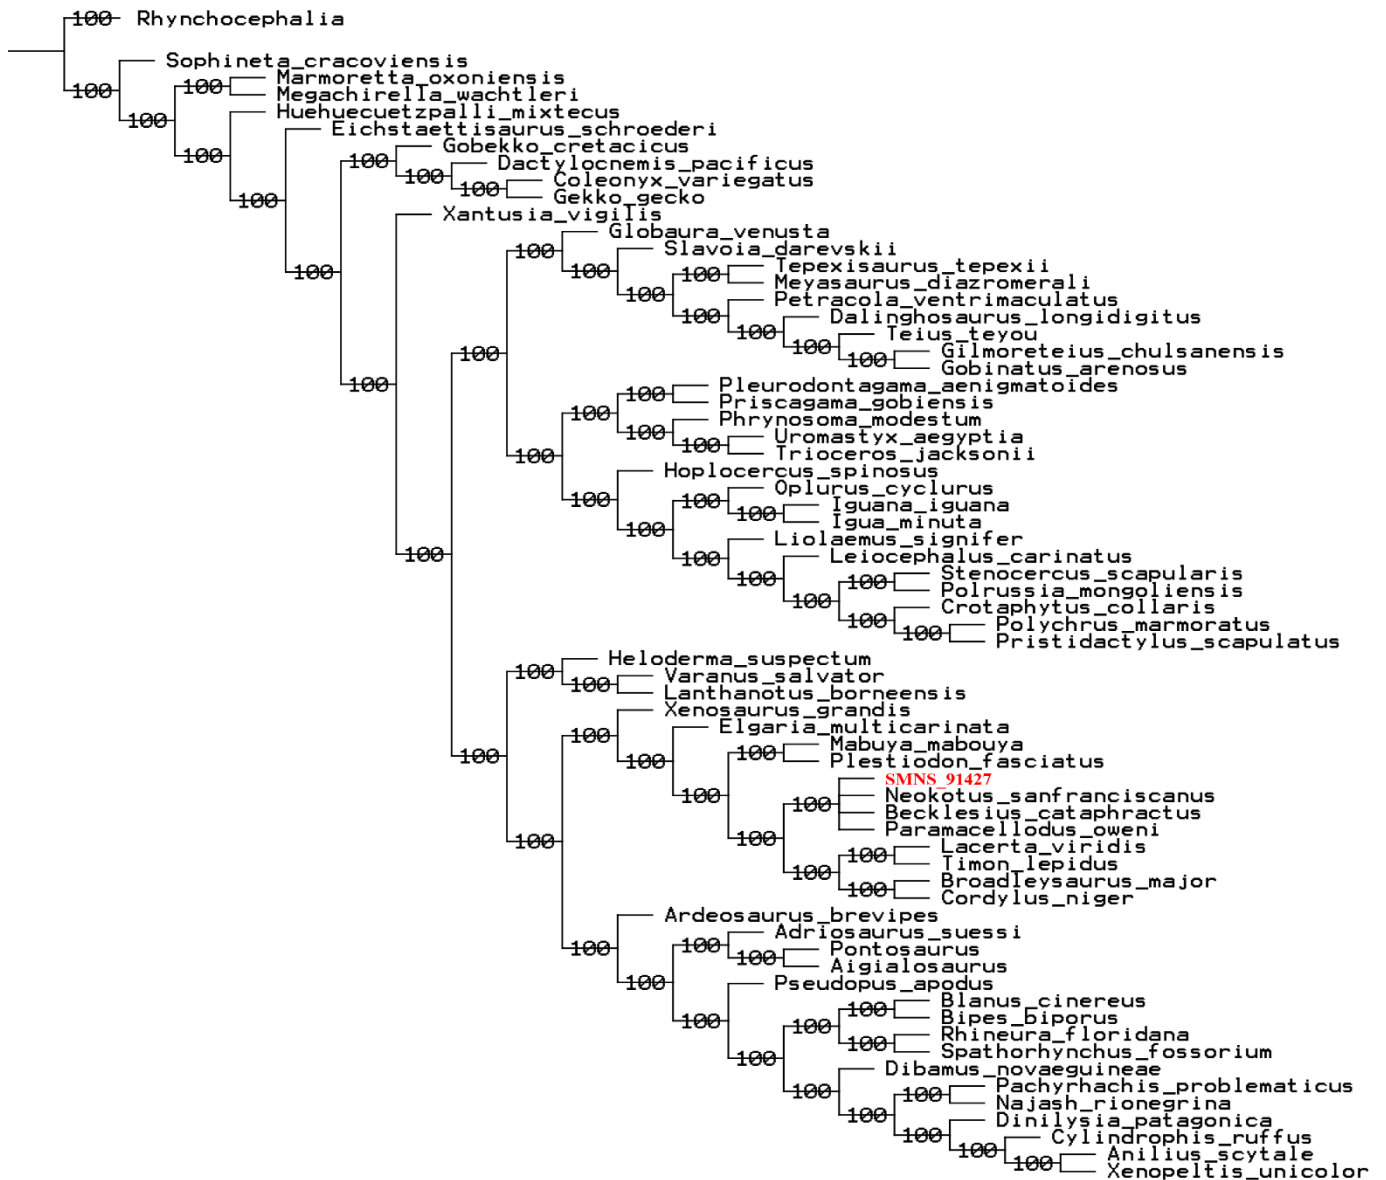 100 Rhynchocephalia
Sophineta_cracoviensis
100
100 Marmoretta_oxoniensis
Megachirella_wachtleri
100
Huehuecuetzpalli_mixtecus
Eichstaettisaurus_schroederi
100
Gobekko_cretacicus
100
Dactylocnemis_pacificus
100
Coleonyx_variegatus
100
Gekko_gecko
100
Xantusia_vigilis
Globaura_venusta
100
Slavoia_darevskii
100
Tepexisaurus_tepexii
100
Meyasaurus_diazromerali
100
Petracola_ventrimaculatus
100
Dalinghosaurus_longidigitus
100
Teius_teyou
100
Gilmoreteius_chulsanensis
100
Gobinatus_arenosus
100
100
100
Pleurodontagama_aenigmatoides
100
Priscagama_gobiensis
100
Phrynosoma_modestum
100
Uromastyx_aegyptia
100
Trioceros_jacksonii
100
Hoplocercus_spinosus
100
Oplurus_cyclurus
100
Iguana_iguana
100
Igua_minuta
100
Liolaemus_signifer
100
Leiocephalus_carinatus
100
Stenocercus_scapularis
100
Polrussia_mongoliensis
100
Crotaphytus_collaris
100
Polychrus_marmoratus
100
Pristidactylus_scapulatus
100
Heloderma_suspectum
100
Varanus_salvator
100
Lanthanotus_borneensis
Xenosaurus_grandis
100
Elgaria_multicarinata
100
Mabuya_mabouya
100
Plestiodon_fasciatus
100
SMNS_91427
Neokotus_sanfranciscanus
100
Becklesius_cataphractus
Paramacellodus_oweni
100
Lacerta_viridis
100
Timon_lepidus
100
Broadleysaurus_major
100
Cordylus_niger
100
100
Ardeosaurus_brevipes
100
Adriosaurus_suessi
100
Pontosaurus
100
Aigialosaurus
100
Pseudopus_apodus
100
Blanus_cinereus
100
Bipes_biporus
100
Rhineura_floridana
100
Spathorhynchus_fossorium
100
Dibamus_novaeguineae
100
Pachyrhachis_problematicus
100
Najash_rionegrina
100
Dinilysia_patagonica
100
Cylindrophis_ruffus
100
Anilius_scytale
100
Xenopeltis_unicolor